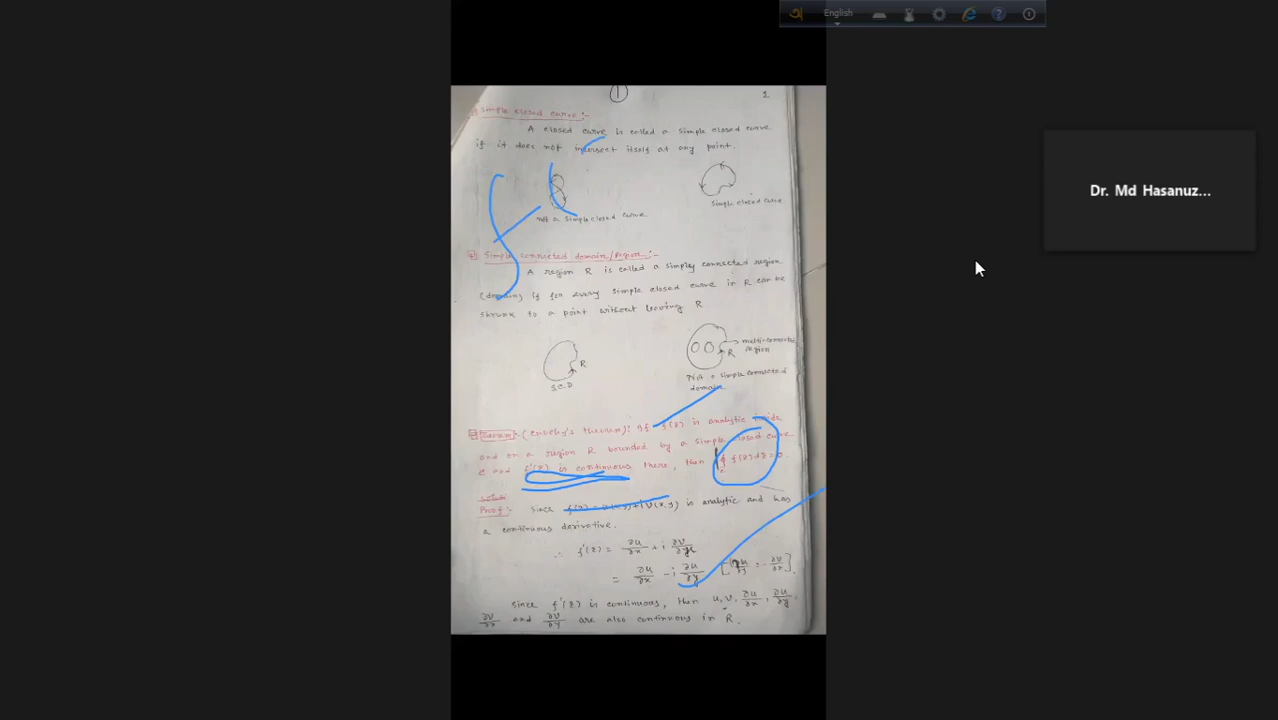 English
1
1
Simple closed curve :-
A closed curve is called a simple closed curve
if it does not intersect itself at any point.
Not a simple closed curve
Simple closed curve
Simple connected domain/Region :-
A region R is called a simply connected region
(domain) if for every simple closed curve in R can be
shrunk to a point without leaving R
R
S.C.D
multi-connected
region
R
Not a simple connected
domain
(Cauchy's theorem): If f(z) is analytic inside
and on a region R bounded by a simple closed curve
c and f'(z) is continuous there, then ∮c f(z)dz = 0.
Proof :- Since f(z) = u(x,y)+iv(x,y) is analytic and has
a continuous derivative.
∴ f'(z) = ∂u/∂x + i ∂v/∂x
= ∂u/∂x - i ∂u/∂y [∵ ∂u/∂y = -∂v/∂x].
Since f'(z) is continuous, then u, v, ∂u/∂x, ∂u/∂y,
∂v/∂x and ∂v/∂y are also continuous in R.
Dr. Md Hasanuz...